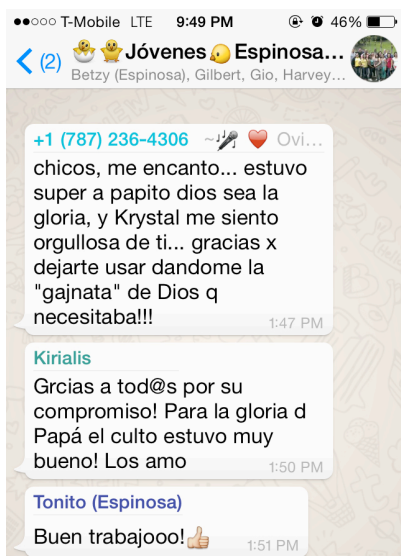 T-Mobile LTE 9:49 PM 46%
(2) Jóvenes Espinosa...
Betzy (Espinosa), Gilbert, Gio, Harvey...
+1 (787) 236-4306 ~ Ovi...
chicos, me encanto... estuvo
super a papito dios sea la
gloria, y Krystal me siento
orgullosa de ti... gracias x
dejarte usar dandome la
"gajnata" de Dios q
necesitaba!!!
1:47 PM
Kirialis
Grcias a tod@s por su
compromiso! Para la gloria d
Papá el culto estuvo muy
bueno! Los amo
1:50 PM
Tonito (Espinosa)
Buen trabajooo!👍
1:51 PM